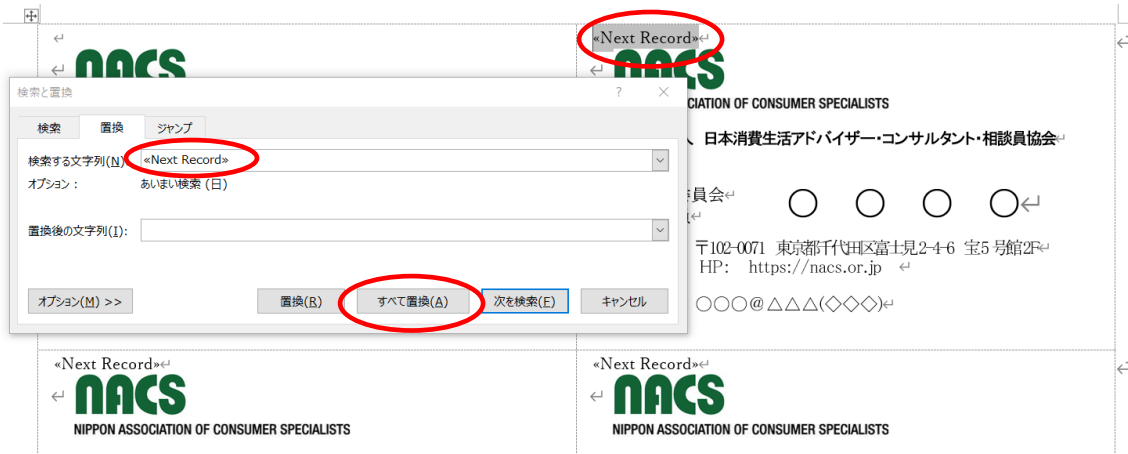 «Next Record»↵
nacs
nacs
検索と置換
? ×
CIATION OF CONSUMER SPECIALISTS
検索
置換
ジャンプ
人 日本消費生活アドバイザー・コンサルタント・相談員協会↵
検索する文字列(N)
«Next Record»
オプション :
あいまい検索 (日)
員会↵
〇 〇 〇 〇↵
置換後の文字列(I):
〒102-0071 東京都千代田区富士見2-4-6 宝5号館2F↵
HP: https://nacs.or.jp ↵
オプション(M) >>
置換(R)
すべて置換(A)
次を検索(F)
キャンセル
〇〇〇@△△△(◇◇◇)↵
«Next Record»↵
nacs
NIPPON ASSOCIATION OF CONSUMER SPECIALISTS
«Next Record»↵
nacs
NIPPON ASSOCIATION OF CONSUMER SPECIALISTS